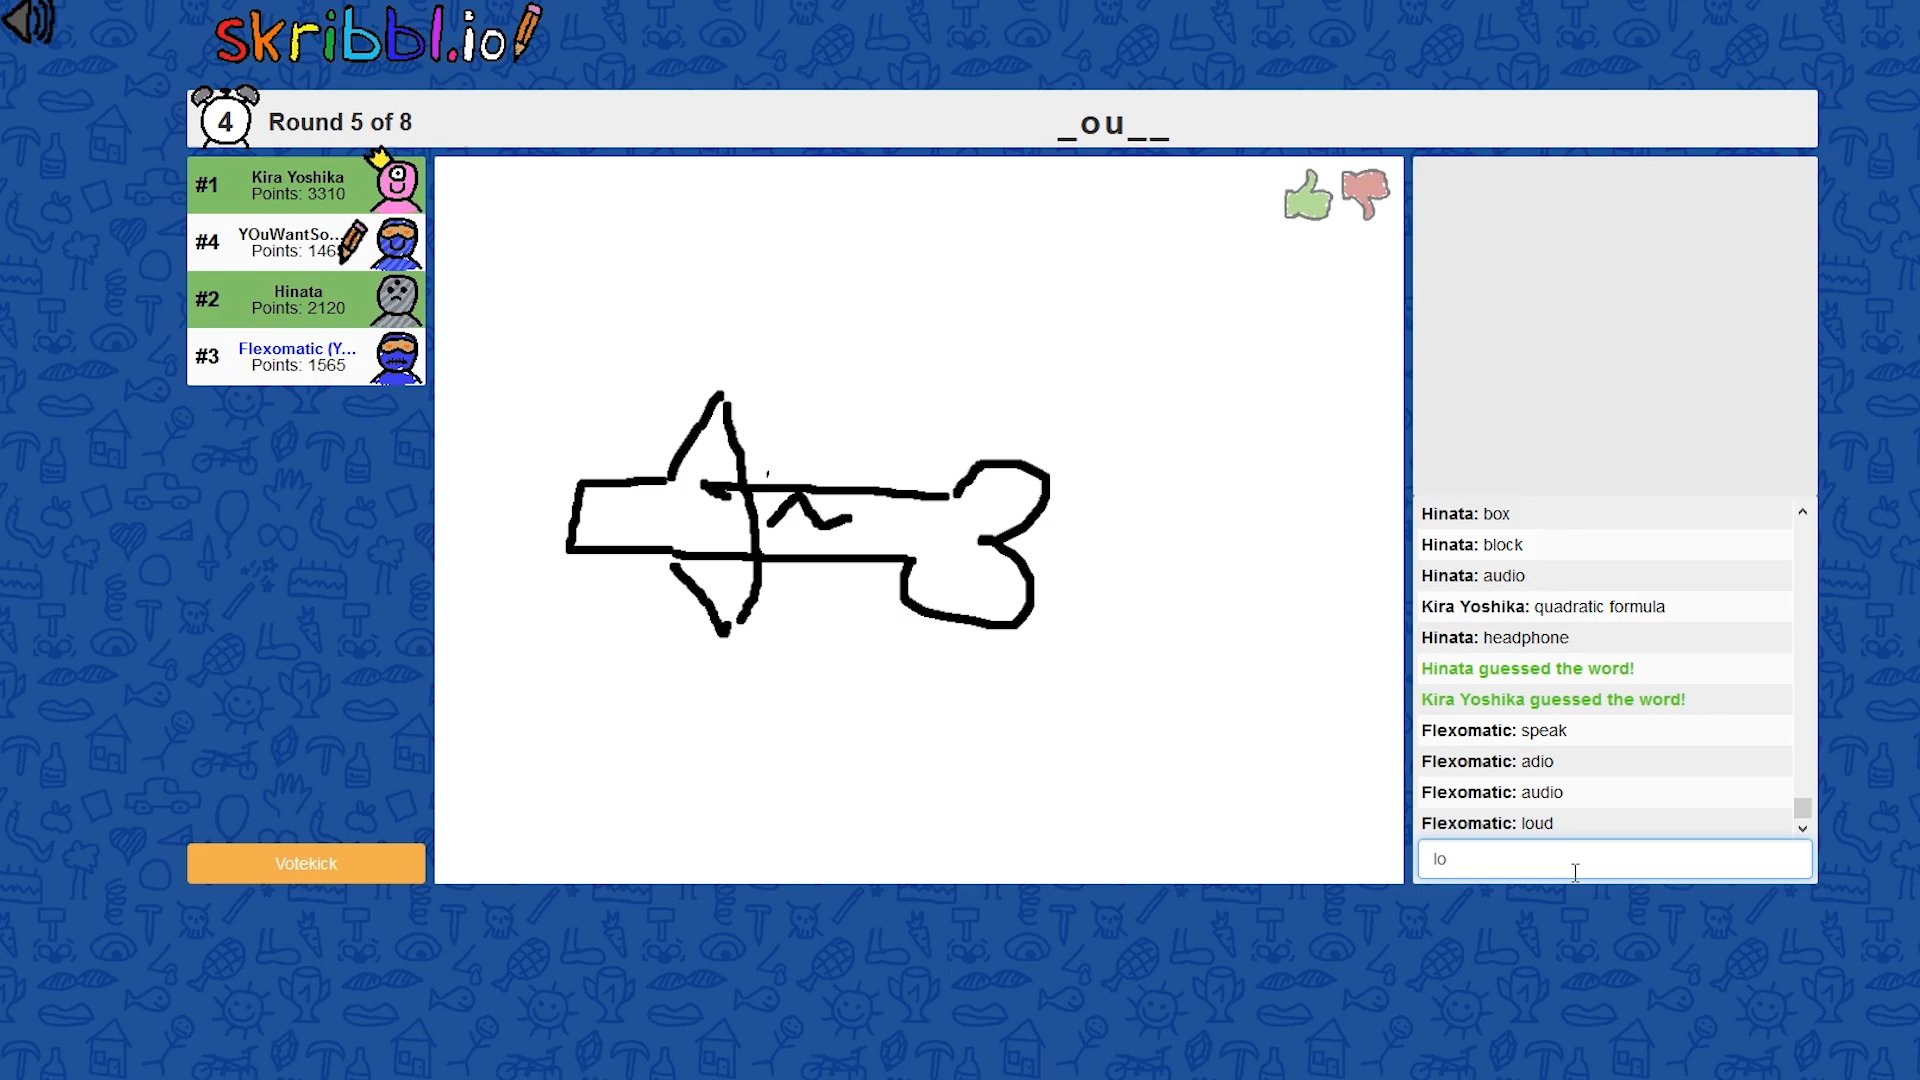 skribbl.io
4 Round 5 of 8
_ou__
#1 Kira Yoshika
Points: 3310
#4 YOuWantSo...
Points: 146
#2 Hinata
Points: 2120
#3 Flexomatic (Y...
Points: 1565
Votekick
Hinata: box
Hinata: block
Hinata: audio
Kira Yoshika: quadratic formula
Hinata: headphone
Hinata guessed the word!
Kira Yoshika guessed the word!
Flexomatic: speak
Flexomatic: adio
Flexomatic: audio
Flexomatic: loud
lo